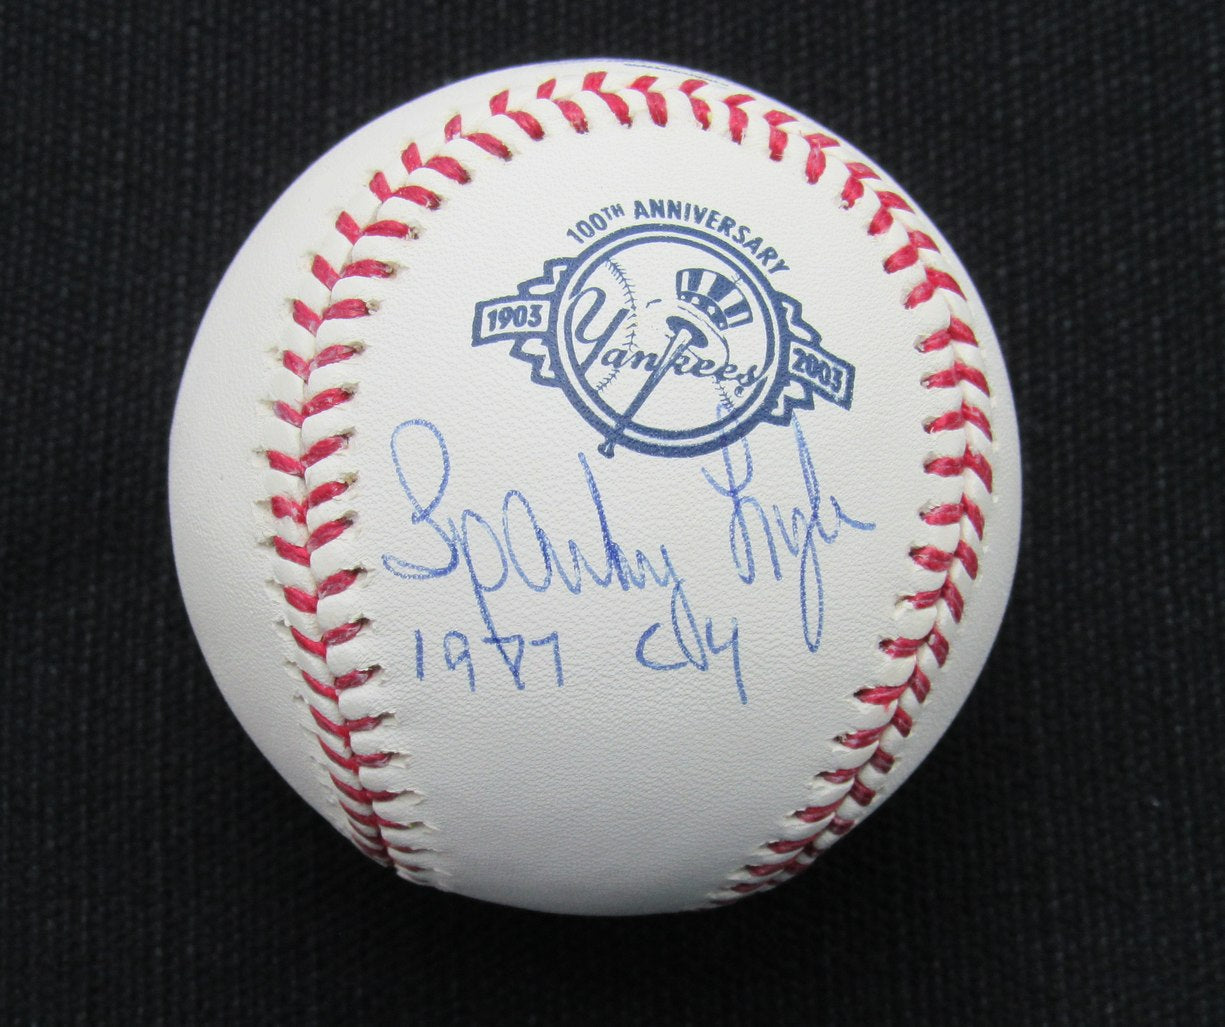 100TH ANNIVERSARY
1903
Yankees
2003
Sparky Lyle
1977 Cy